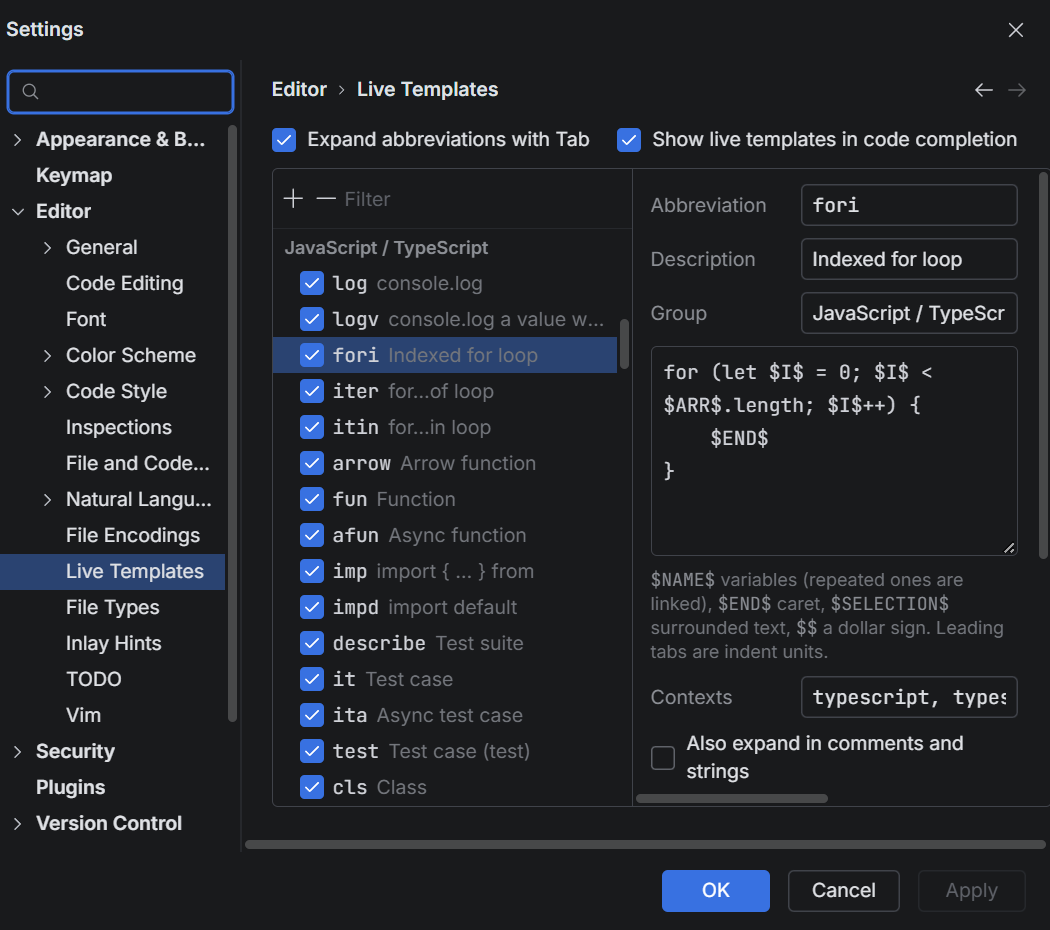 Settings
Appearance & B...
Keymap
Editor
General
Code Editing
Font
Color Scheme
Code Style
Inspections
File and Code...
Natural Langu...
File Encodings
Live Templates
File Types
Inlay Hints
TODO
Vim
Security
Plugins
Version Control
Editor › Live Templates
Expand abbreviations with Tab
Show live templates in code completion
Filter
JavaScript / TypeScript
log console.log
logv console.log a value w...
fori Indexed for loop
iter for...of loop
itin for...in loop
arrow Arrow function
fun Function
afun Async function
imp import { ... } from
impd import default
describe Test suite
it Test case
ita Async test case
test Test case (test)
cls Class
Abbreviation fori
Description Indexed for loop
Group JavaScript / TypeScr
for (let $I$ = 0; $I$ <
$ARR$.length; $I$++) {
    $END$
}
$NAME$ variables (repeated ones are
linked), $END$ caret, $SELECTION$
surrounded text, $$ a dollar sign. Leading
tabs are indent units.
Contexts typescript, types
Also expand in comments and
strings
OK
Cancel
Apply